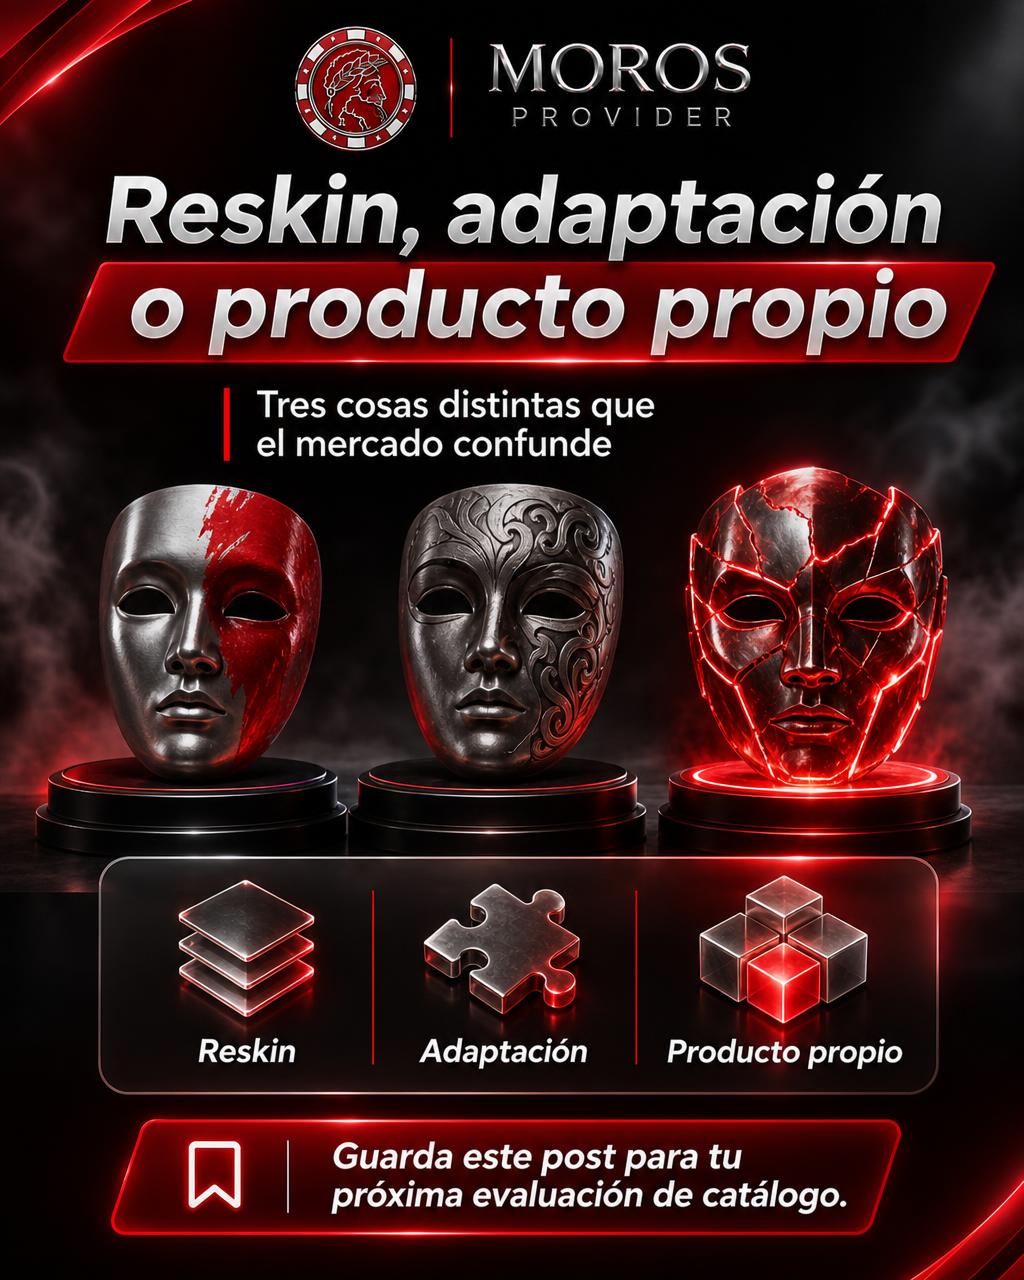 MOROS
PROVIDER
Reskin, adaptación
o producto propio
Tres cosas distintas que
el mercado confunde
Reskin
Adaptación
Producto propio
Guarda este post para tu
próxima evaluación de catálogo.